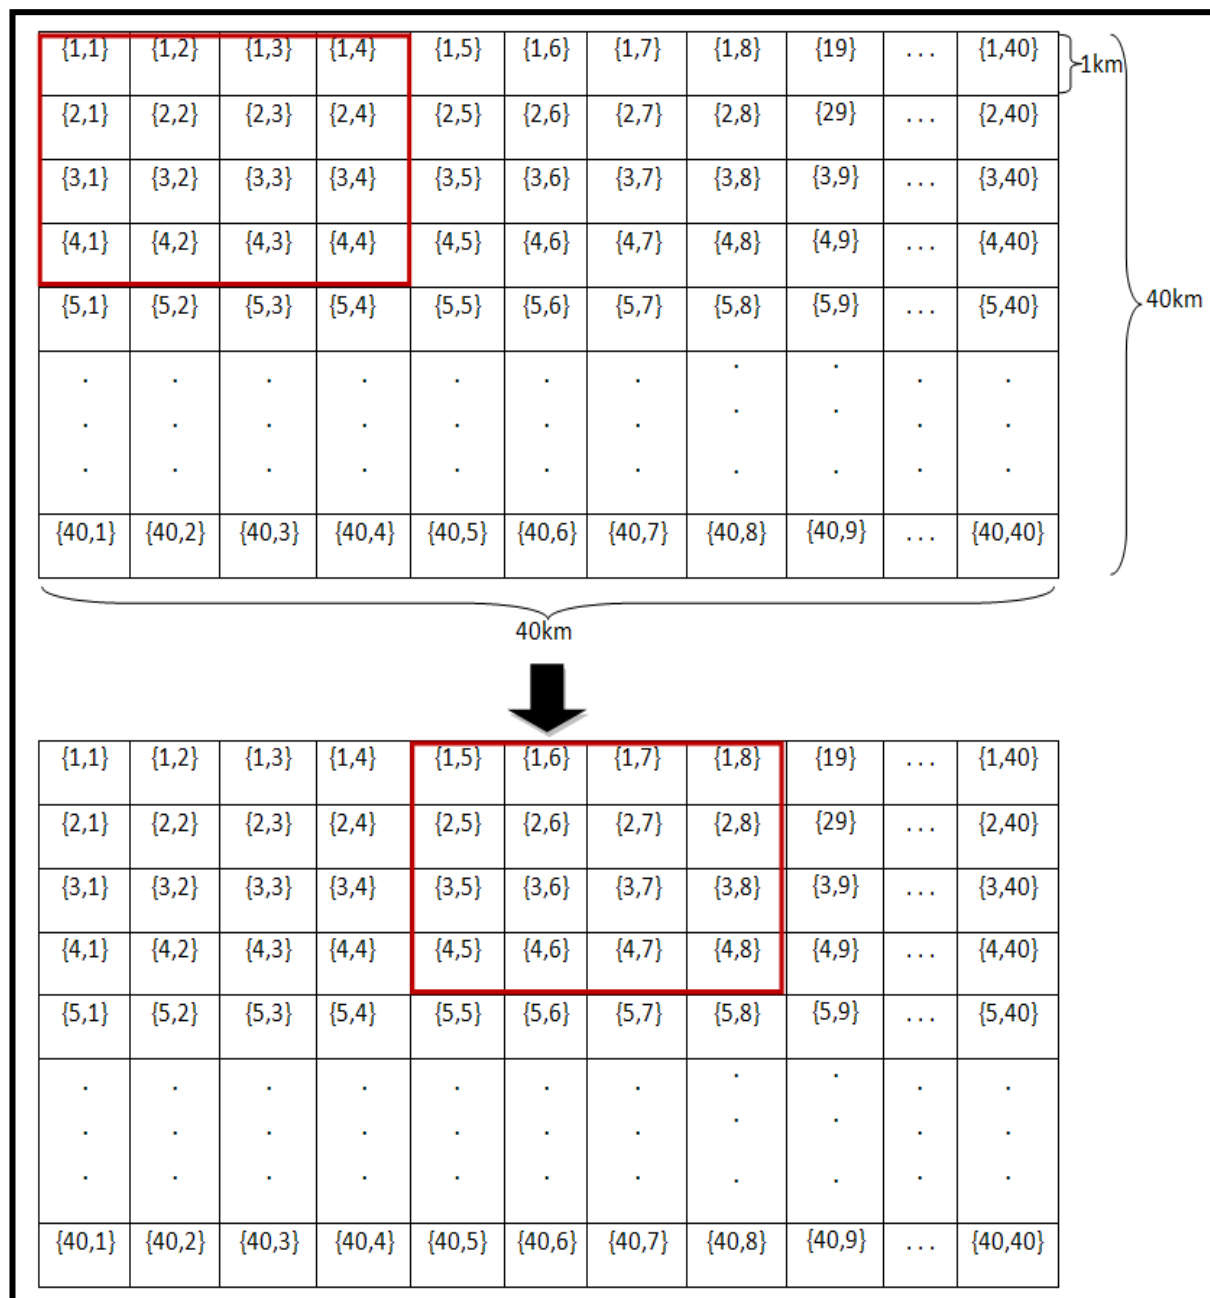 {1,1} {1,2} {1,3} {1,4} {1,5} {1,6} {1,7} {1,8} {19} ... {1,40} 1km
{2,1} {2,2} {2,3} {2,4} {2,5} {2,6} {2,7} {2,8} {29} ... {2,40}
{3,1} {3,2} {3,3} {3,4} {3,5} {3,6} {3,7} {3,8} {3,9} ... {3,40}
{4,1} {4,2} {4,3} {4,4} {4,5} {4,6} {4,7} {4,8} {4,9} ... {4,40}
{5,1} {5,2} {5,3} {5,4} {5,5} {5,6} {5,7} {5,8} {5,9} ... {5,40} 40km
. . . . . . . . . . .
. . . . . . . . . . .
. . . . . . . . . . .
{40,1} {40,2} {40,3} {40,4} {40,5} {40,6} {40,7} {40,8} {40,9} ... {40,40}
40km
{1,1} {1,2} {1,3} {1,4} {1,5} {1,6} {1,7} {1,8} {19} ... {1,40}
{2,1} {2,2} {2,3} {2,4} {2,5} {2,6} {2,7} {2,8} {29} ... {2,40}
{3,1} {3,2} {3,3} {3,4} {3,5} {3,6} {3,7} {3,8} {3,9} ... {3,40}
{4,1} {4,2} {4,3} {4,4} {4,5} {4,6} {4,7} {4,8} {4,9} ... {4,40}
{5,1} {5,2} {5,3} {5,4} {5,5} {5,6} {5,7} {5,8} {5,9} ... {5,40}
. . . . . . . . . . .
. . . . . . . . . . .
. . . . . . . . . . .
{40,1} {40,2} {40,3} {40,4} {40,5} {40,6} {40,7} {40,8} {40,9} ... {40,40}